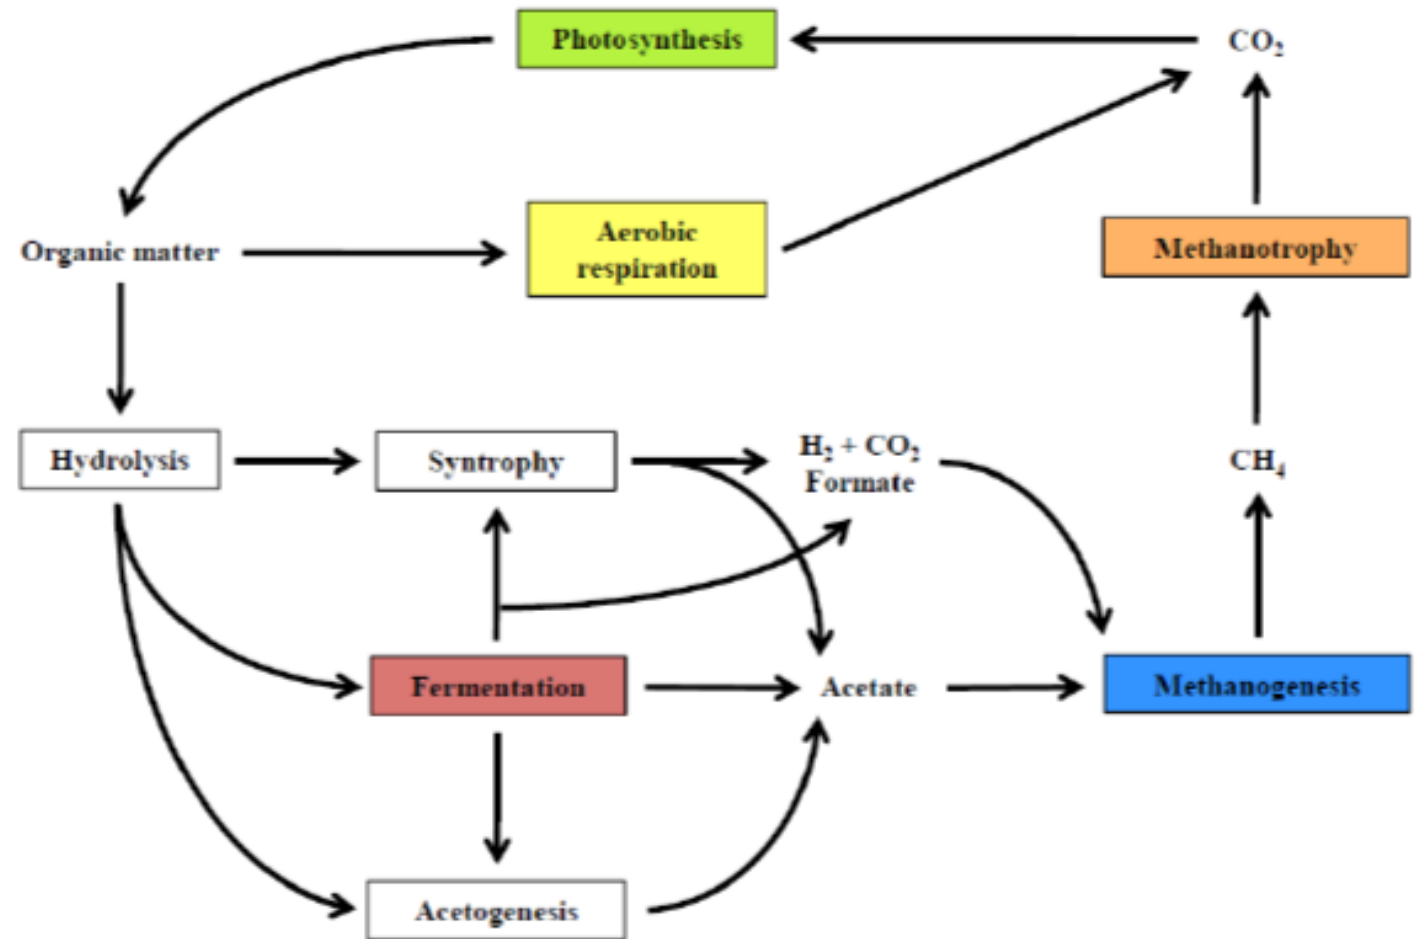 Photosynthesis
CO₂
Organic matter
Aerobic
respiration
Methanotrophy
Hydrolysis
Syntrophy
H₂ + CO₂
Formate
CH₄
Fermentation
Acetate
Methanogenesis
Acetogenesis